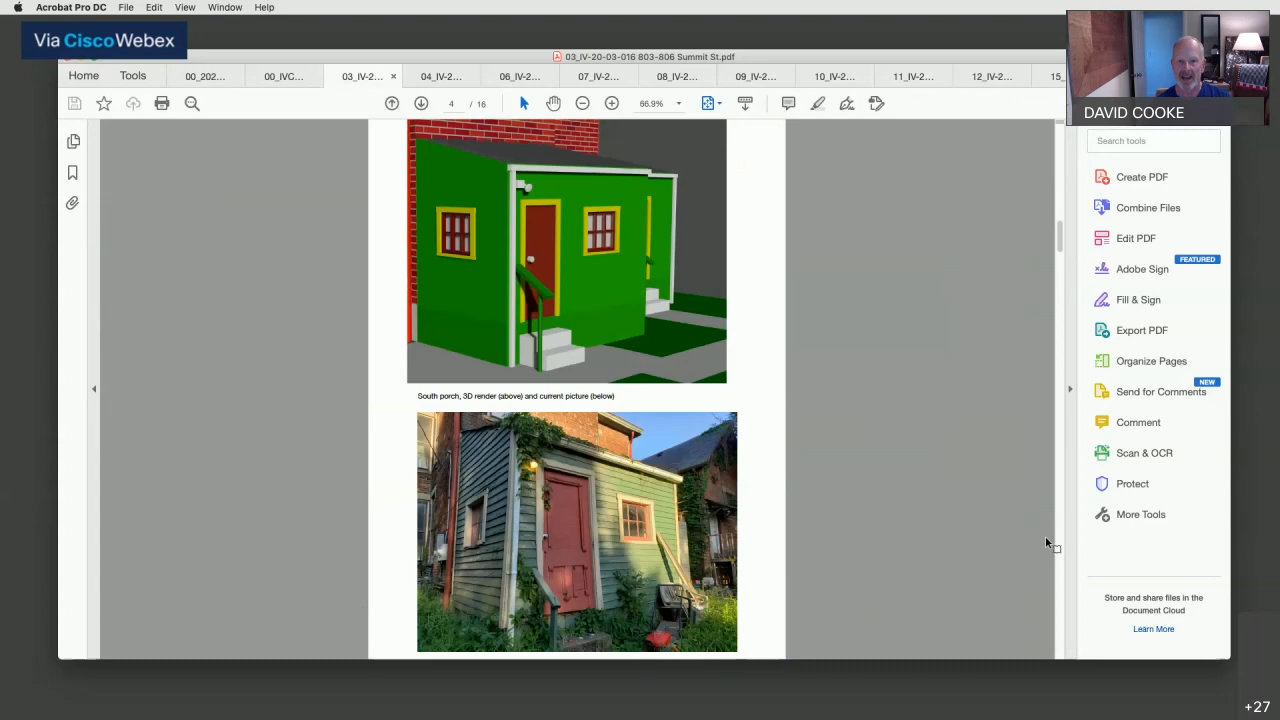 Acrobat Pro DC File Edit View Window Help
Via Cisco Webex
03_IV-20-03-016 803-806 Summit St.pdf
Home Tools 00_202... 00_IVC... 03_IV-2... × 04_IV-2... 06_IV-2... 07_IV-2... 08_IV-2... 09_IV-2... 10_IV-2... 11_IV-2... 12_IV-2... 15_
4 / 16 66.9%
DAVID COOKE
Search tools
Create PDF
Combine Files
Edit PDF
FEATURED
Adobe Sign
Fill & Sign
Export PDF
Organize Pages
NEW
Send for Comments
Comment
Scan & OCR
Protect
More Tools
South porch, 3D render (above) and current picture (below)
Store and share files in the
Document Cloud
Learn More
+27